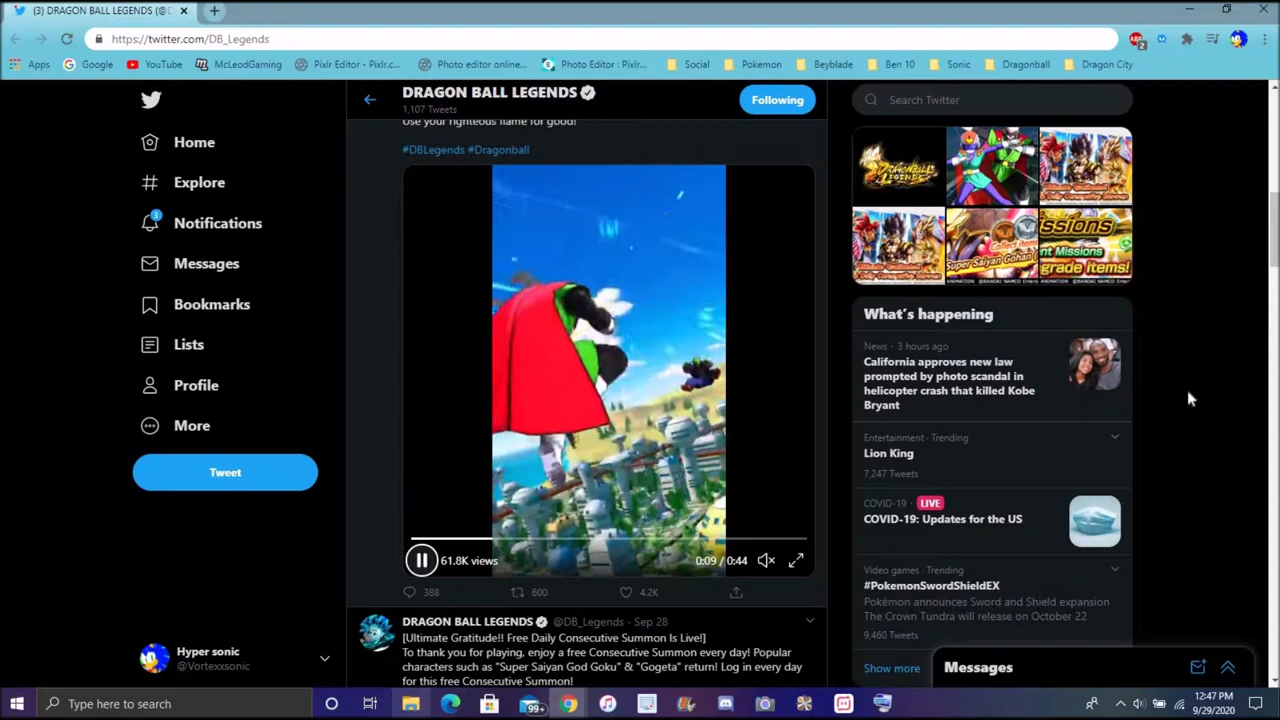 (3) DRAGON BALL LEGENDS (@D
https://twitter.com/DB_Legends
Apps
Google
YouTube
McLeodGaming
Pixlr Editor - Pixlr.c...
Photo editor online...
Photo Editor : Pixlr...
Social
Pokemon
Beyblade
Ben 10
Sonic
Dragonball
Dragon City
Home
Explore
3
Notifications
Messages
Bookmarks
Lists
Profile
More
Tweet
Hyper sonic
@Vortexxsonic
DRAGON BALL LEGENDS
1,107 Tweets
Following
Use your righteous flame for good!
#DBLegends #Dragonball
61.8K views
0:09 / 0:44
388
600
4.2K
DRAGON BALL LEGENDS @DB_Legends · Sep 28
[Ultimate Gratitude!! Free Daily Consecutive Summon Is Live!]
To thank you for playing, enjoy a free Consecutive Summon every day! Popular
characters such as "Super Saiyan God Goku" & "Gogeta" return! Log in every day
for this free Consecutive Summon!
Search Twitter
What's happening
News · 3 hours ago
California approves new law
prompted by photo scandal in
helicopter crash that killed Kobe
Bryant
Entertainment · Trending
Lion King
7,247 Tweets
COVID-19 LIVE
COVID-19: Updates for the US
Video games · Trending
#PokemonSwordShieldEX
Pokémon announces Sword and Shield expansion
The Crown Tundra will release on October 22
9,460 Tweets
Show more
Messages
Type here to search
99+
12:47 PM
9/29/2020